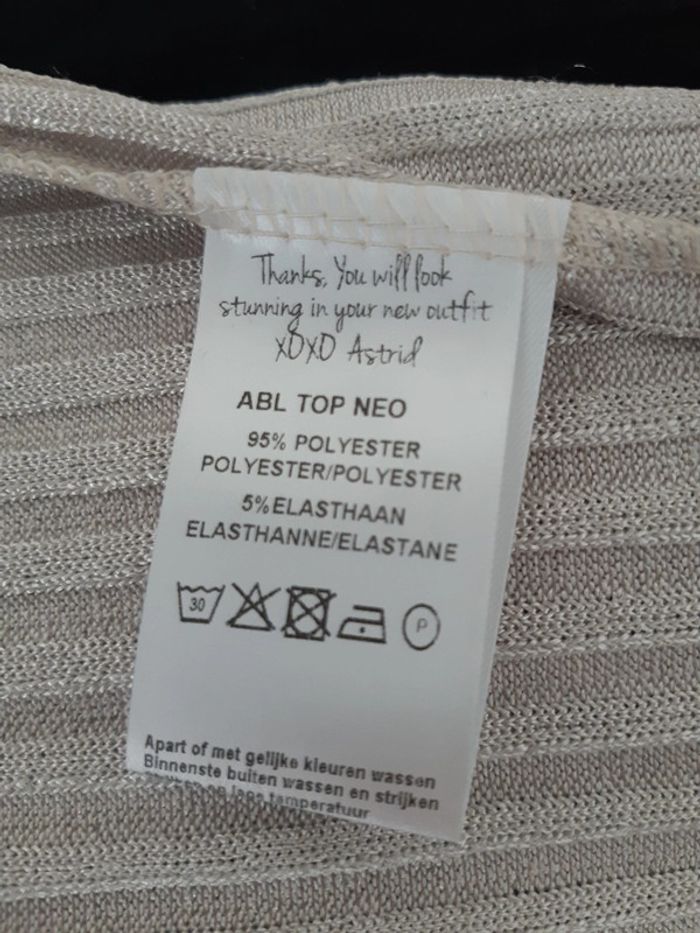 Thanks, You will look
stunning in your new outfit
XOXO Astrid
ABL TOP NEO
95% POLYESTER
POLYESTER/POLYESTER
5%ELASTHAAN
ELASTHANNE/ELASTANE
30 P
Apart of met gelijke kleuren wassen
Binnenste buiten wassen en strijken
op lage temperatuur